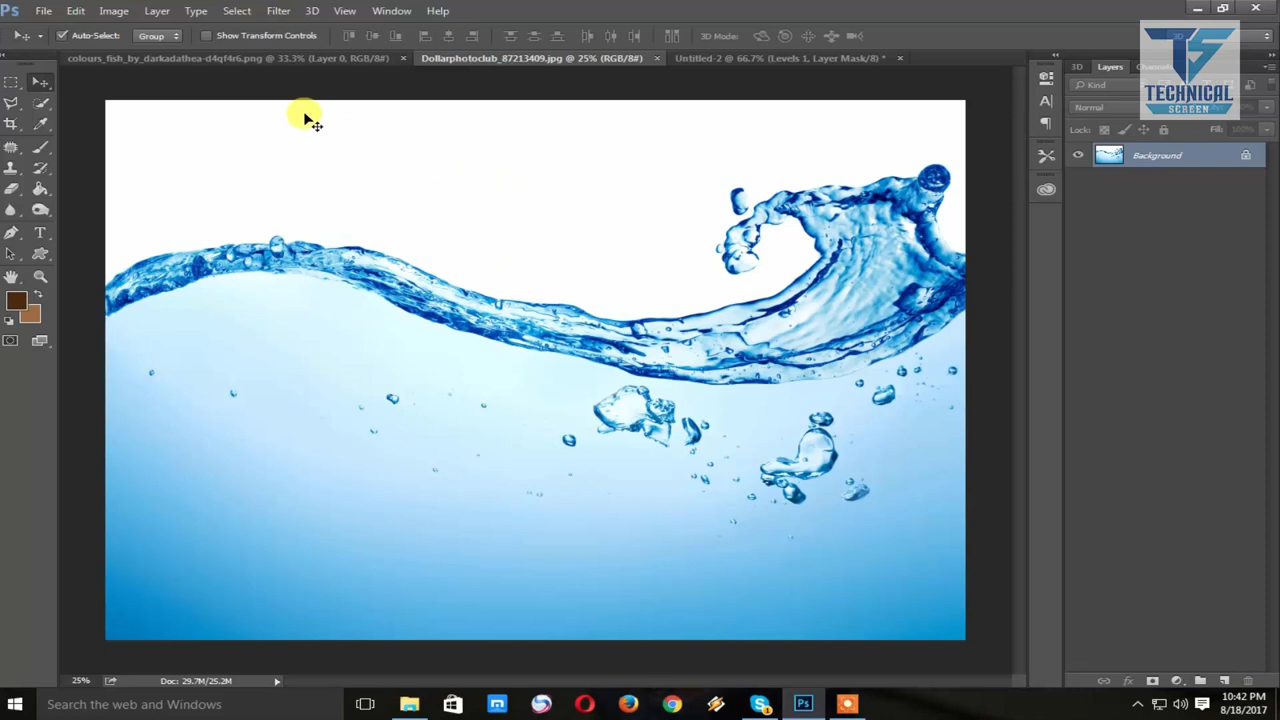 Ps File Edit Image Layer Type Select Filter 3D View Window Help
Auto-Select: Group Show Transform Controls 3D Mode:
colours_fish_by_darkadathea-d4qf4r6.png @ 33.3% (Layer 0, RGB/8#) × Dollarphotoclub_87213409.jpg @ 25% (RGB/8#) × Untitled-2 @ 66.7% (Levels 1, Layer Mask/8) * ×
TS
TECHNICAL
SCREEN
3D Layers
Kind
Normal
Lock: Fill: 100%
Background
25% Doc: 29.7M/25.2M
Search the web and Windows
10:42 PM
8/18/2017